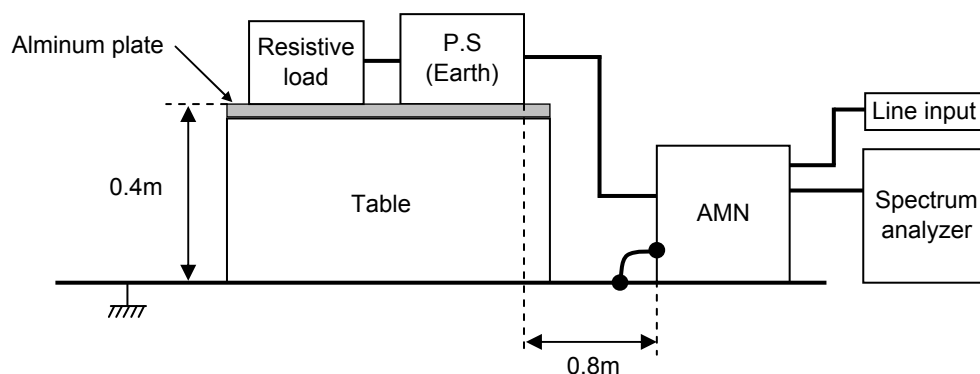 Alminum plate
Resistive
load
P.S
(Earth)
Line input
0.4m
Table
AMN
Spectrum
analyzer
0.8m